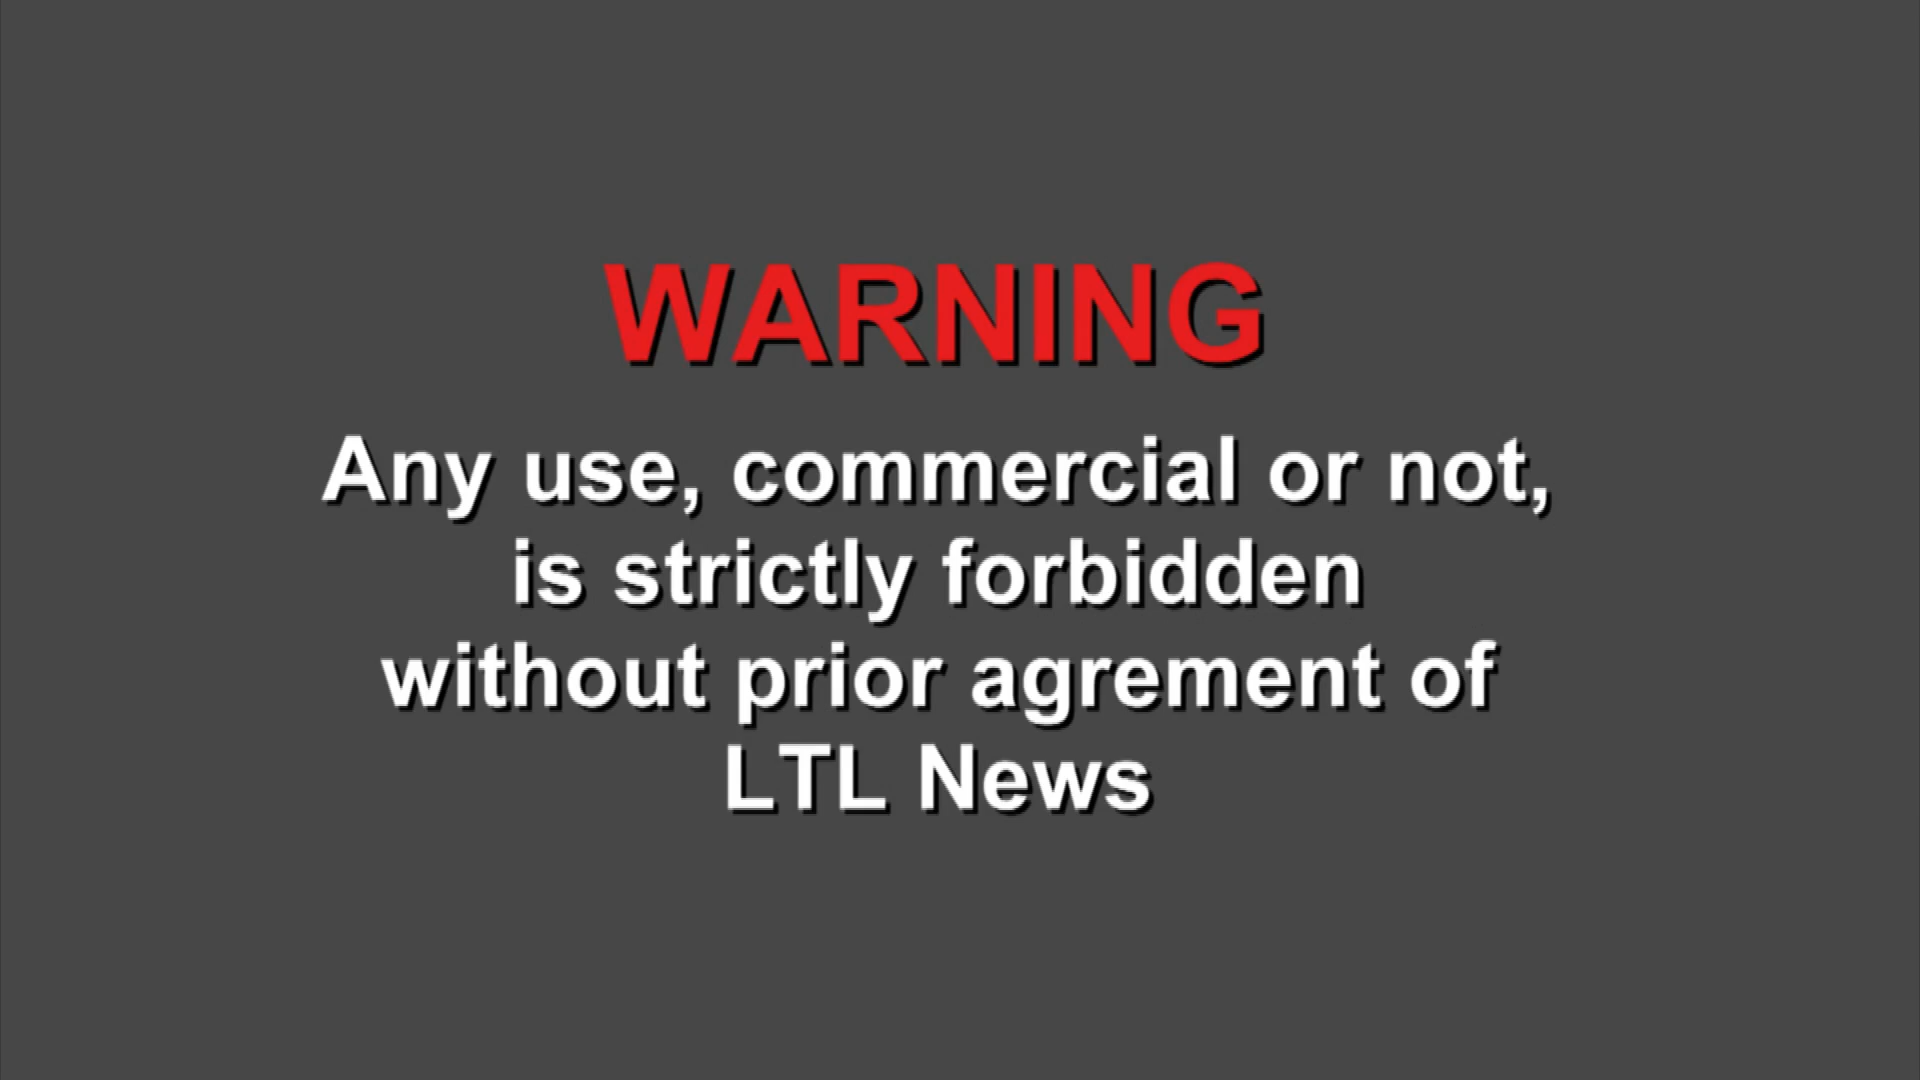 WARNING
Any use, commercial or not,
is strictly forbidden
without prior agrement of
LTL News